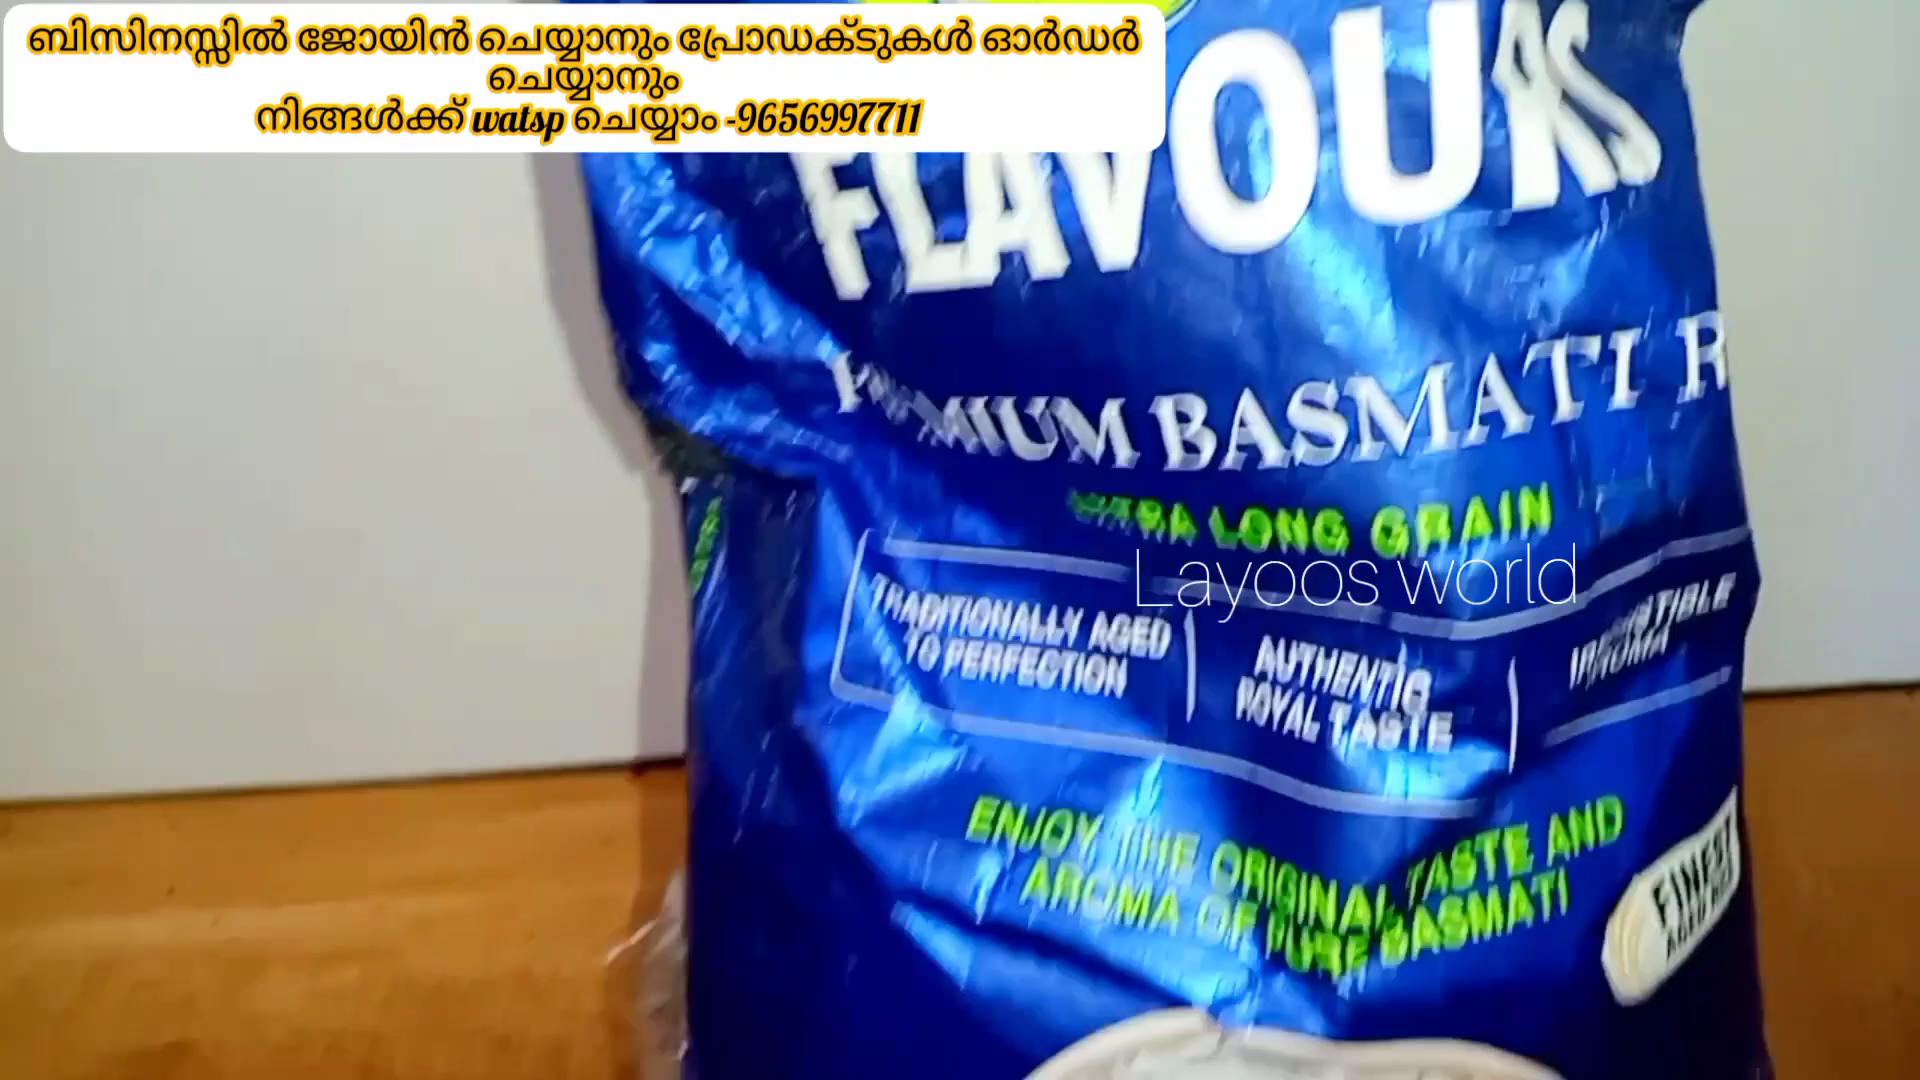 ബിസിനസ്സിൽ ജോയിൻ ചെയ്യാനും പ്രോഡക്ടുകൾ ഓർഡർ
ചെയ്യാനും
നിങ്ങൾക്ക് watsp ചെയ്യാം -9656997711
FLAVOURS
BASMATI R
LONG GRAIN
Layoos world
TRADITIONALLY AGED
TO PERFECTION
AUTHENTIC
ROYAL TASTE
ENJOY THE ORIGINAL TASTE AND
AROMA OF PURE BASMATI
FINEST